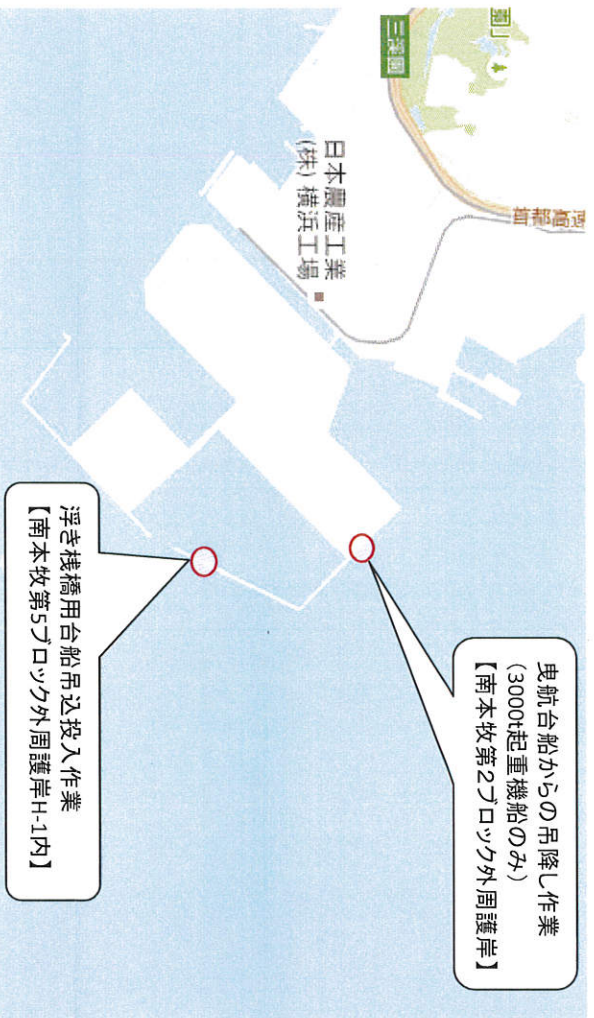 園」
三溪園
日本農産工業
(株) 横浜工場
曳航台船からの吊降し作業
(3000t起重機船のみ)
【南本牧第2ブロック外周護岸】
浮き桟橋用台船吊込投入作業
【南本牧第5ブロック外周護岸H-1内】